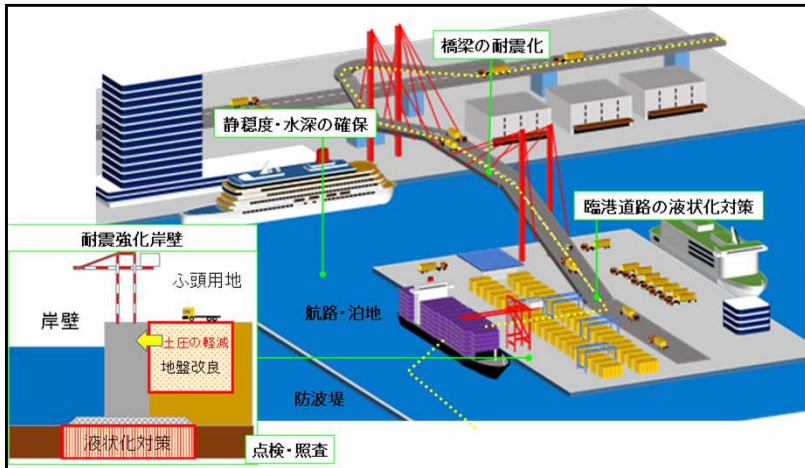 橋梁の耐震化
静穏度・水深の確保
臨港道路の液状化対策
航路・泊地
防波堤
耐震強化岸壁
ふ頭用地
岸壁
土圧の軽減
地盤改良
液状化対策
点検・照査